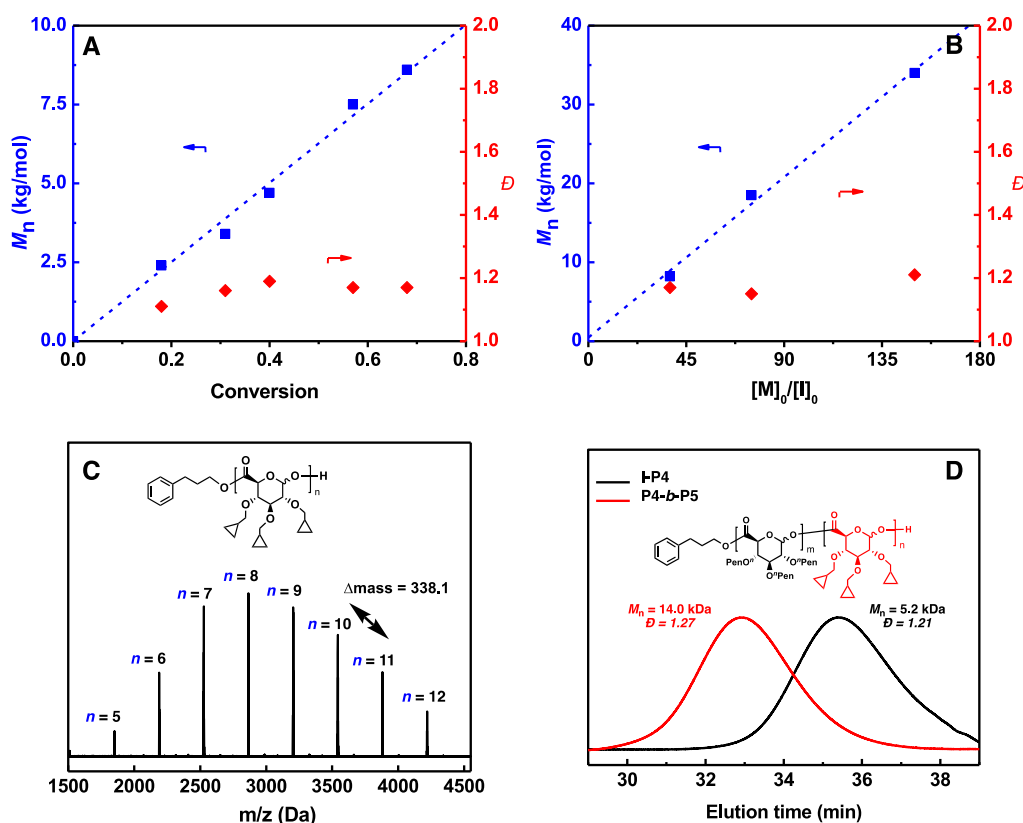 A
10.0
7.5
5.0
2.5
0.0
Mn (kg/mol)
2.0
1.8
1.6
1.4
1.2
1.0
Đ
0.0 0.2 0.4 0.6 0.8
Conversion
B
40
30
20
10
0
Mn (kg/mol)
2.0
1.8
1.6
1.4
1.2
1.0
Đ
0 45 90 135 180
[M]0/[I]0
C
O
O
O
O
H
n
O
O
O
Δmass = 338.1
n = 5
n = 6
n = 7
n = 8
n = 9
n = 10
n = 11
n = 12
1500 2000 2500 3000 3500 4000 4500
m/z (Da)
D
I-P4
P4-b-P5
O
O
O
O
m
PenOⁿ
OⁿPen
OⁿPen
O
O
O
O
H
n
O
O
O
Mn = 14.0 kDa
Đ = 1.27
Mn = 5.2 kDa
Đ = 1.21
30 32 34 36 38
Elution time (min)